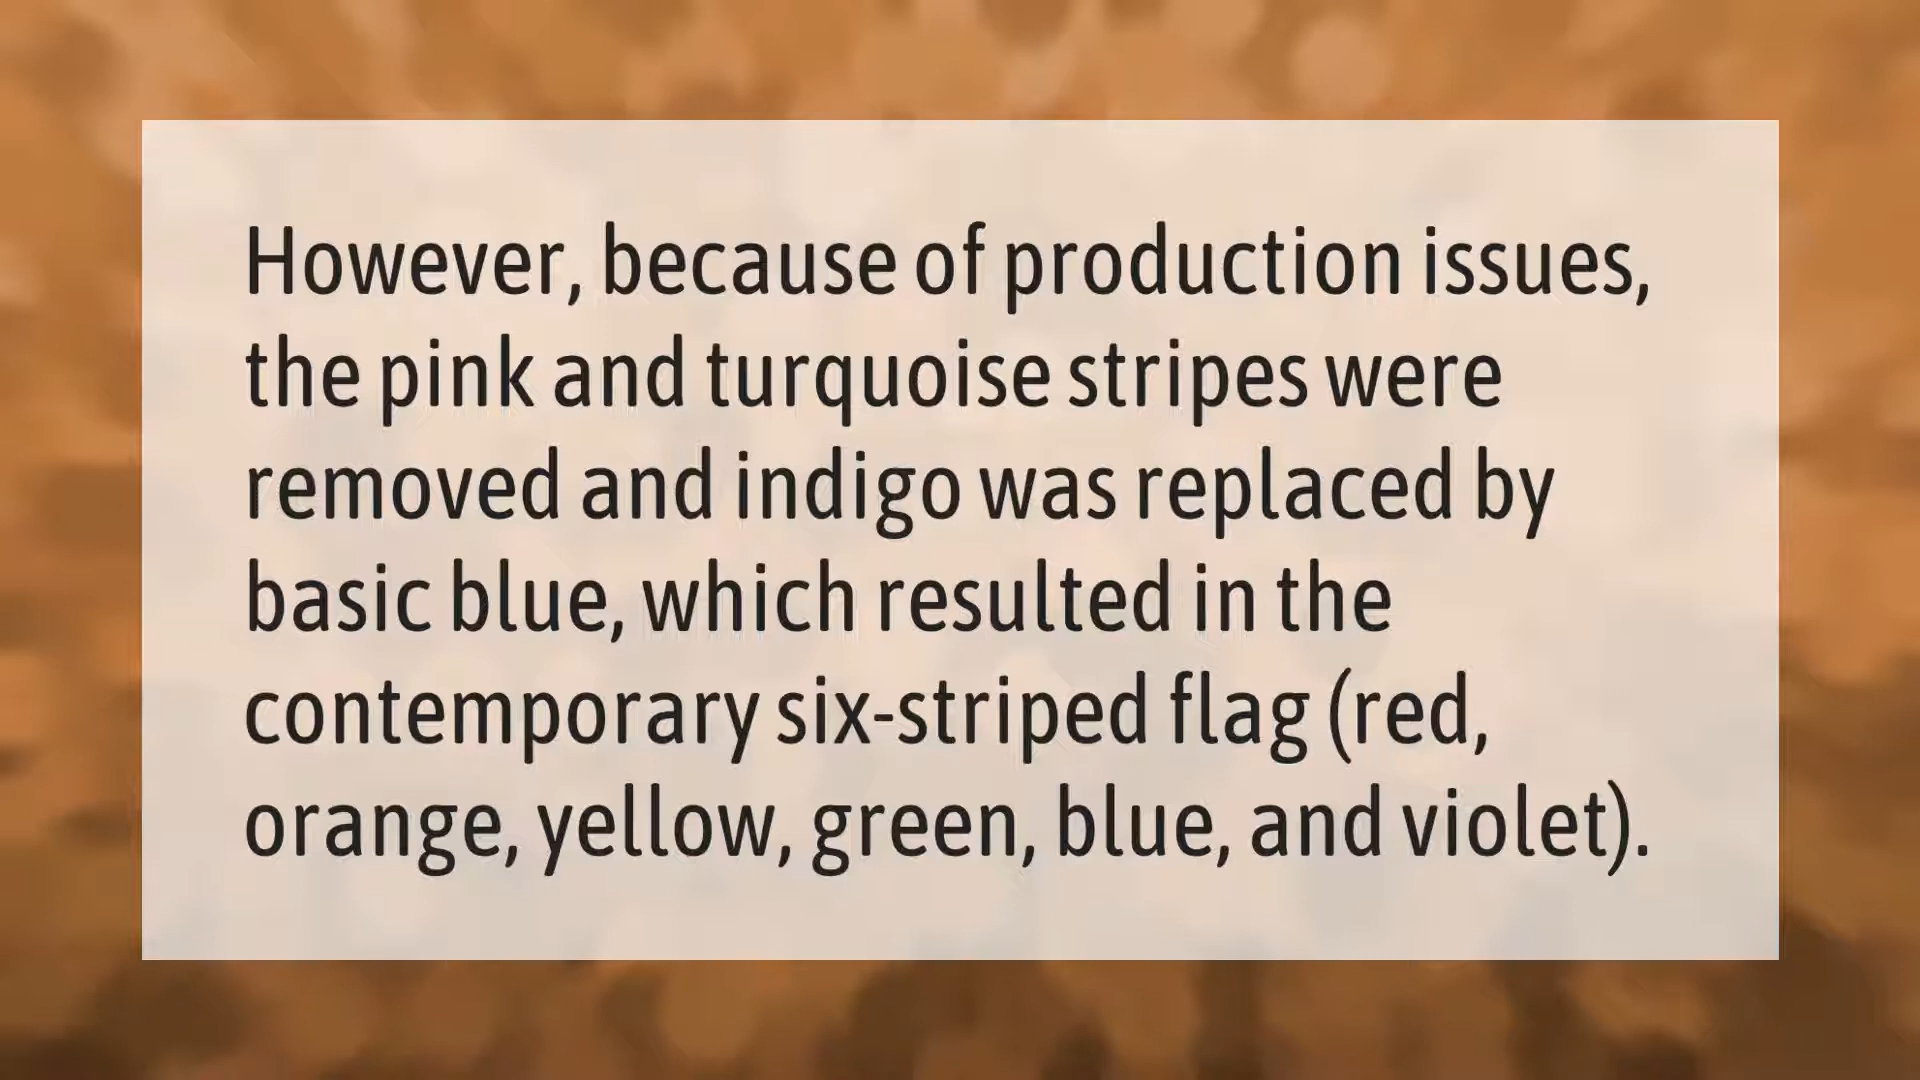 However, because of production issues,
the pink and turquoise stripes were
removed and indigo was replaced by
basic blue, which resulted in the
contemporary six-striped flag (red,
orange, yellow, green, blue, and violet).